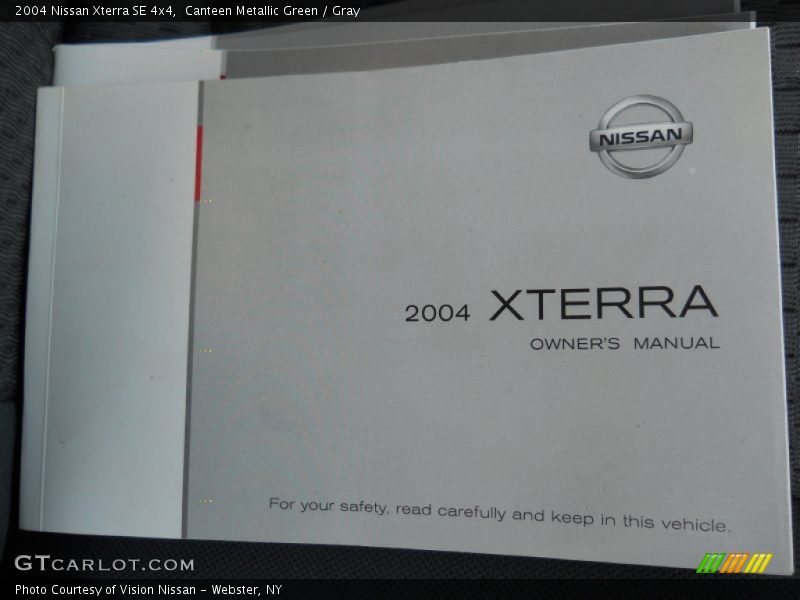 2004 Nissan Xterra SE 4x4,  Canteen Metallic Green / Gray
NISSAN
2004 XTERRA
OWNER'S MANUAL
For your safety, read carefully and keep in this vehicle.
GTCARLOT.COM
Photo Courtesy of Vision Nissan - Webster, NY